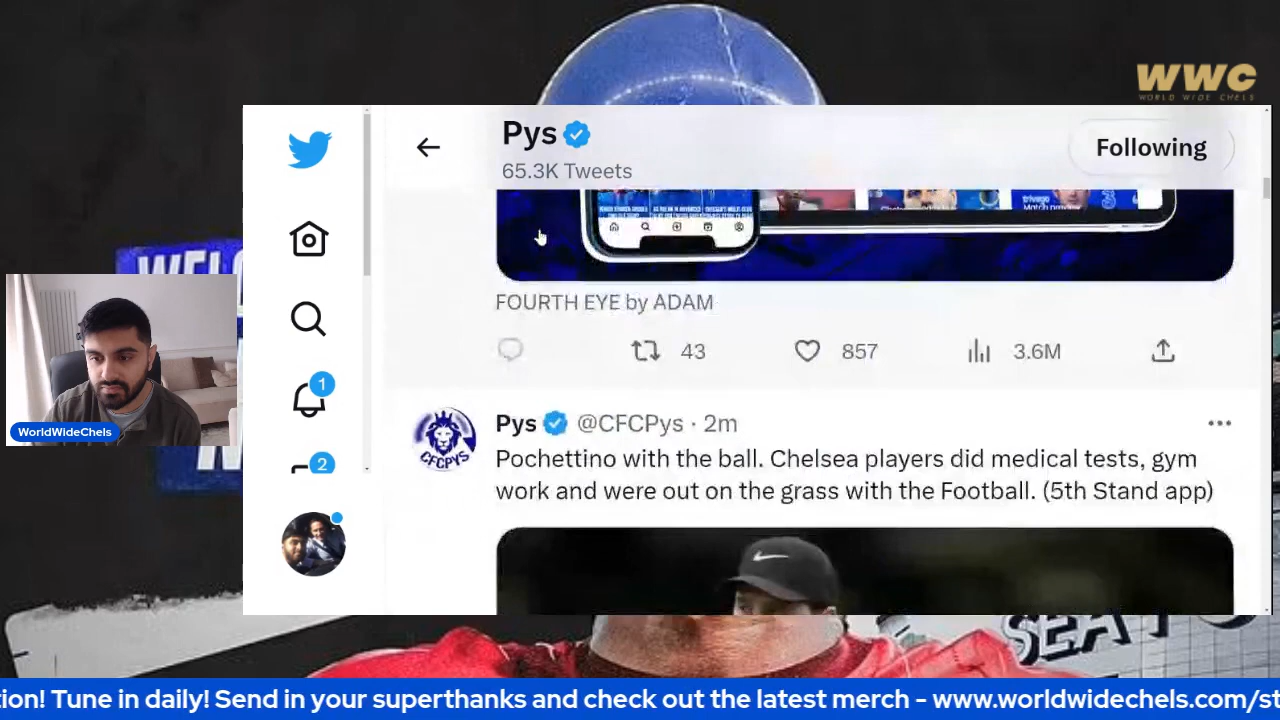 WWC
WORLD WIDE CHELS
Pys
65.3K Tweets
Following
trivago
FOURTH EYE by ADAM
43
857
3.6M
1
2
Pys @CFCPys · 2m
CFCPYS
Pochettino with the ball. Chelsea players did medical tests, gym
work and were out on the grass with the Football. (5th Stand app)
WorldWideChels
tion! Tune in daily! Send in your superthanks and check out the latest merch - www.worldwidechels.com/st